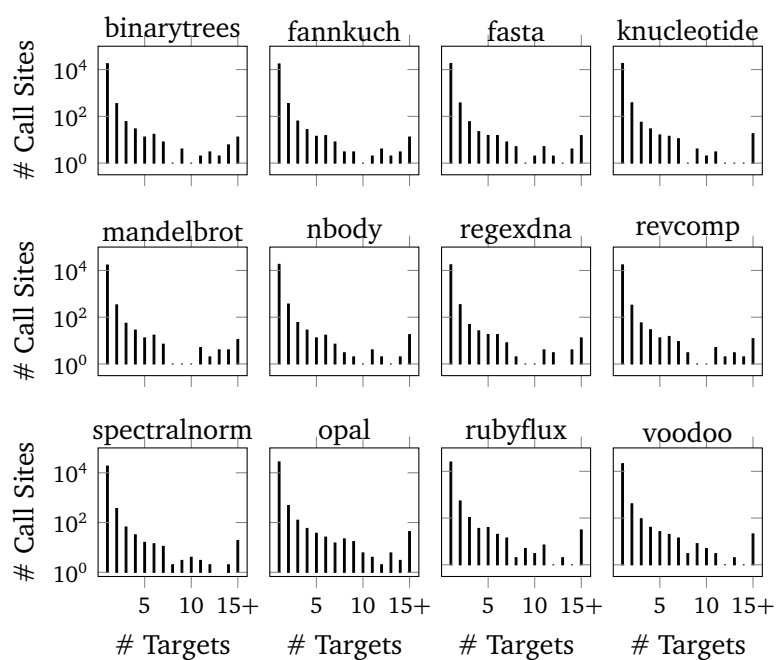 binarytrees fannkuch fasta knucleotide
# Call Sites
10^4
10^2
10^0
mandelbrot nbody regexdna revcomp
# Call Sites
10^4
10^2
10^0
spectralnorm opal rubyflux voodoo
# Call Sites
10^4
10^2
10^0
5 10 15+ 5 10 15+ 5 10 15+ 5 10 15+
# Targets # Targets # Targets # Targets